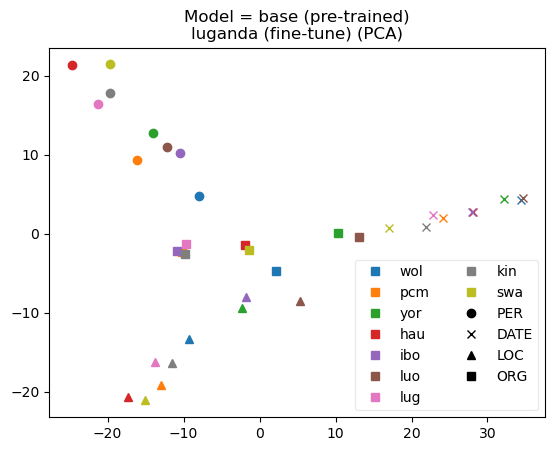 Model = base (pre-trained)
luganda (fine-tune) (PCA)
20
10
0
−10
−20
−20
−10
0
10
20
30
wol
pcm
yor
hau
ibo
luo
lug
kin
swa
PER
DATE
LOC
ORG